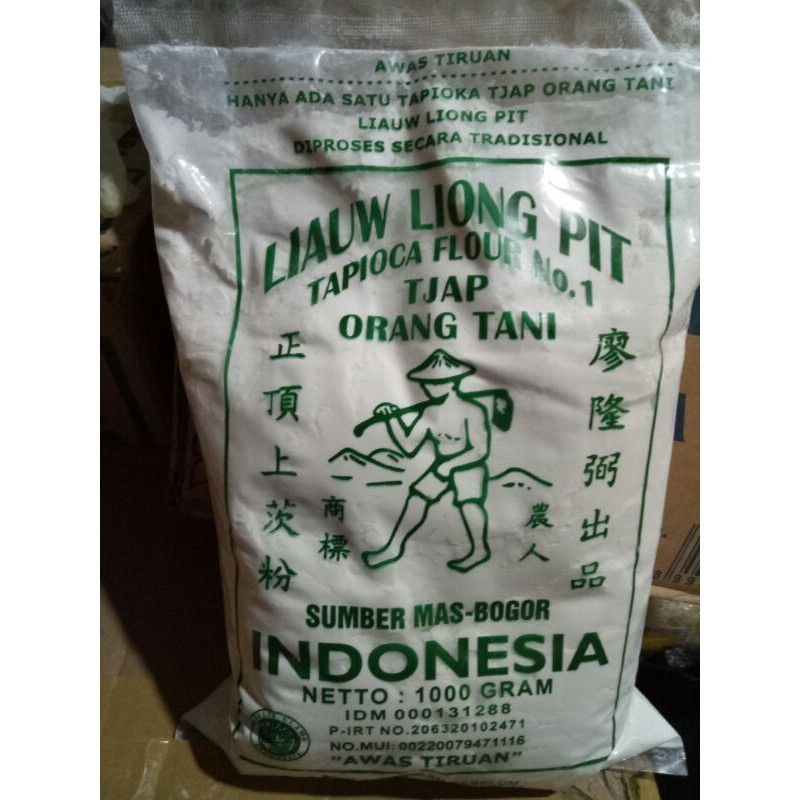 AWAS TIRUAN
HANYA ADA SATU TAPIOKA TJAP ORANG TANI
LIAUW LIONG PIT
DIPROSES SECARA TRADISIONAL
LIAUW LIONG PIT
TAPIOCA FLOUR No.1
TJAP
ORANG TANI
廖隆弼出品
農人
商標
正頂上茨粉
SUMBER MAS-BOGOR
INDONESIA
NETTO : 1000 GRAM
IDM 000131288
P-IRT NO.206320102471
NO.MUI: 00220079471116
"AWAS TIRUAN"